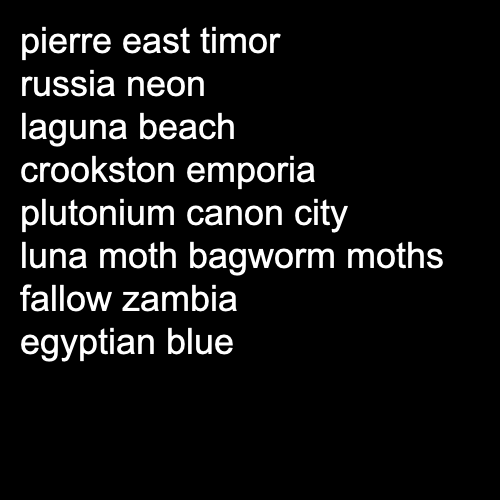 pierre east timor
russia neon
laguna beach
crookston emporia
plutonium canon city
luna moth bagworm moths
fallow zambia
egyptian blue